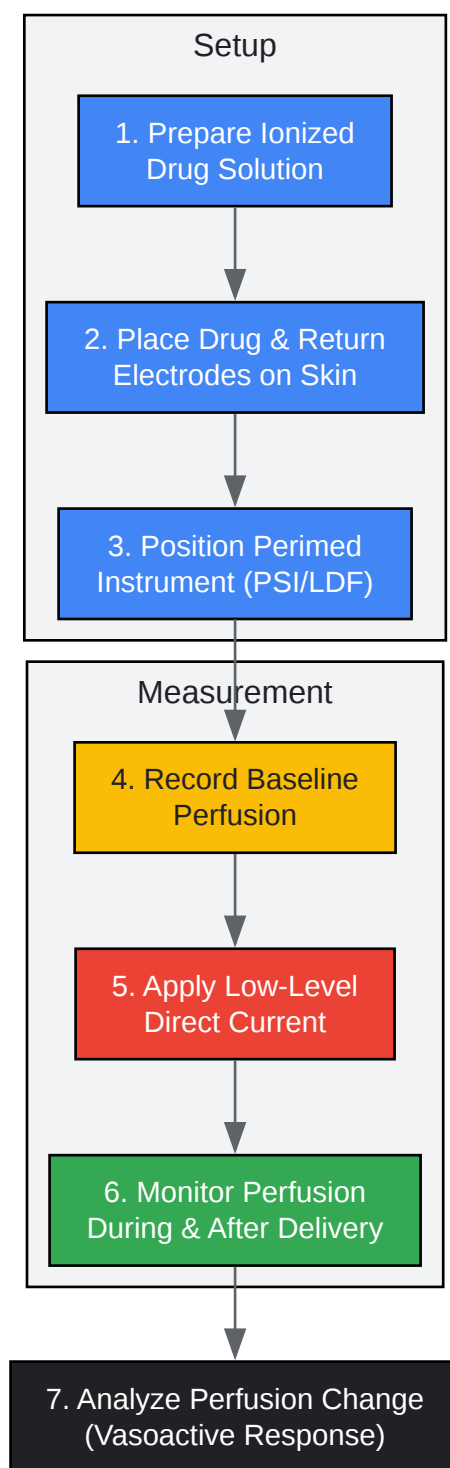 Setup
1. Prepare Ionized
Drug Solution
2. Place Drug & Return
Electrodes on Skin
3. Position Perimed
Instrument (PSI/LDF)
Measurement
4. Record Baseline
Perfusion
5. Apply Low-Level
Direct Current
6. Monitor Perfusion
During & After Delivery
7. Analyze Perfusion Change
(Vasoactive Response)